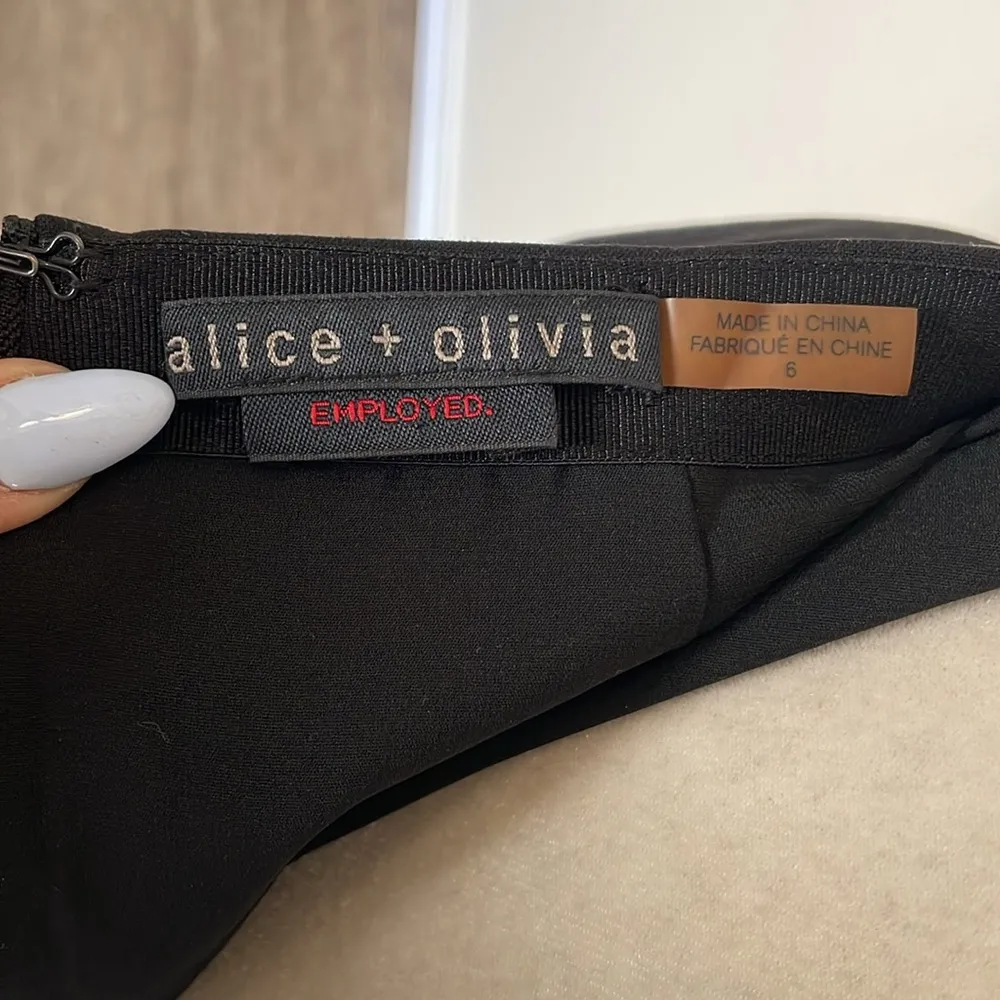 alice + olivia
EMPLOYED.
MADE IN CHINA
FABRIQUÉ EN CHINE
6